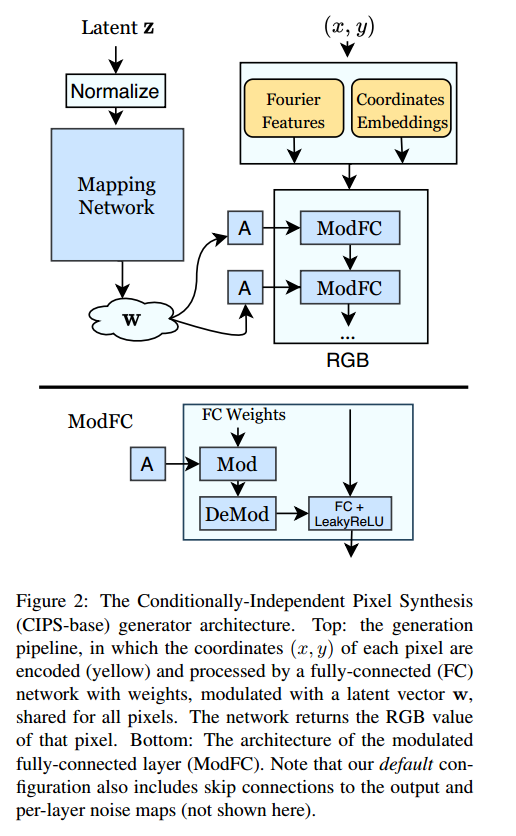 Latent z
(x, y)
Normalize
Fourier
Features
Coordinates
Embeddings
Mapping
Network
A
ModFC
A
ModFC
w
...
RGB
ModFC
FC Weights
A
Mod
DeMod
FC +
LeakyReLU
Figure 2: The Conditionally-Independent Pixel Synthesis
(CIPS-base) generator architecture. Top: the generation
pipeline, in which the coordinates (x, y) of each pixel are
encoded (yellow) and processed by a fully-connected (FC)
network with weights, modulated with a latent vector w,
shared for all pixels. The network returns the RGB value
of that pixel. Bottom: The architecture of the modulated
fully-connected layer (ModFC). Note that our default con-
figuration also includes skip connections to the output and
per-layer noise maps (not shown here).